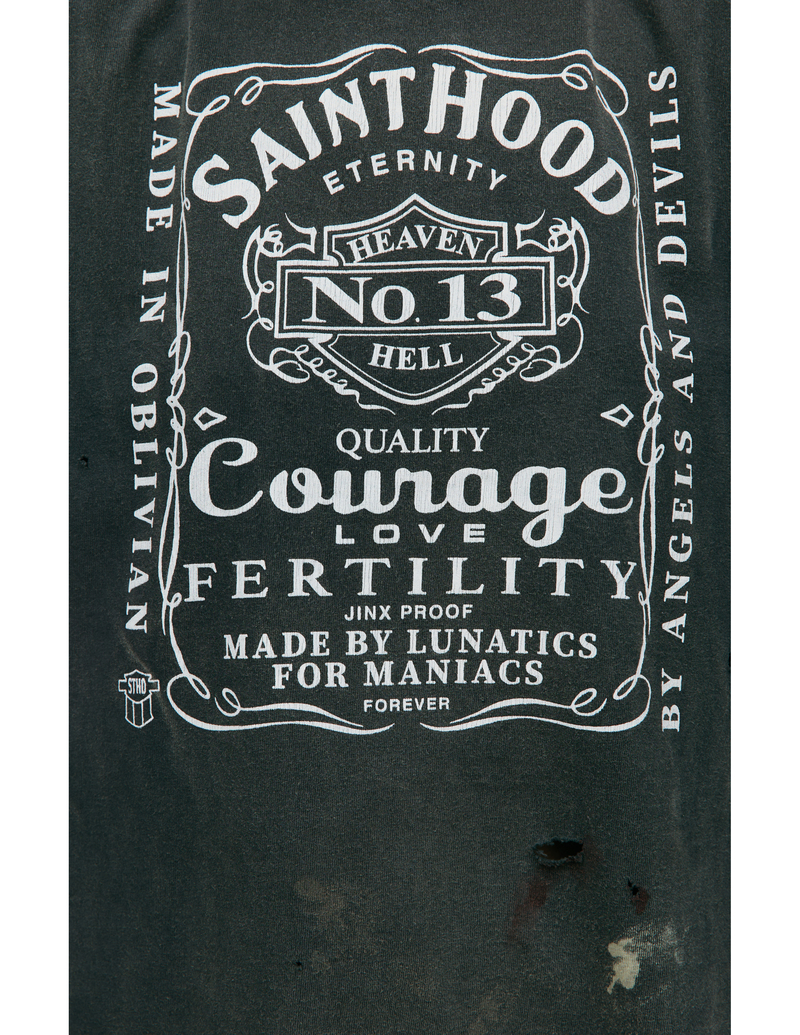 SAINTHOOD
ETERNITY
HEAVEN
No. 13
HELL
QUALITY
Courage
LOVE
FERTILITY
JINX PROOF
MADE BY LUNATICS
FOR MANIACS
FOREVER
MADE IN OBLIVIAN
BY ANGELS AND DEVILS
STHD